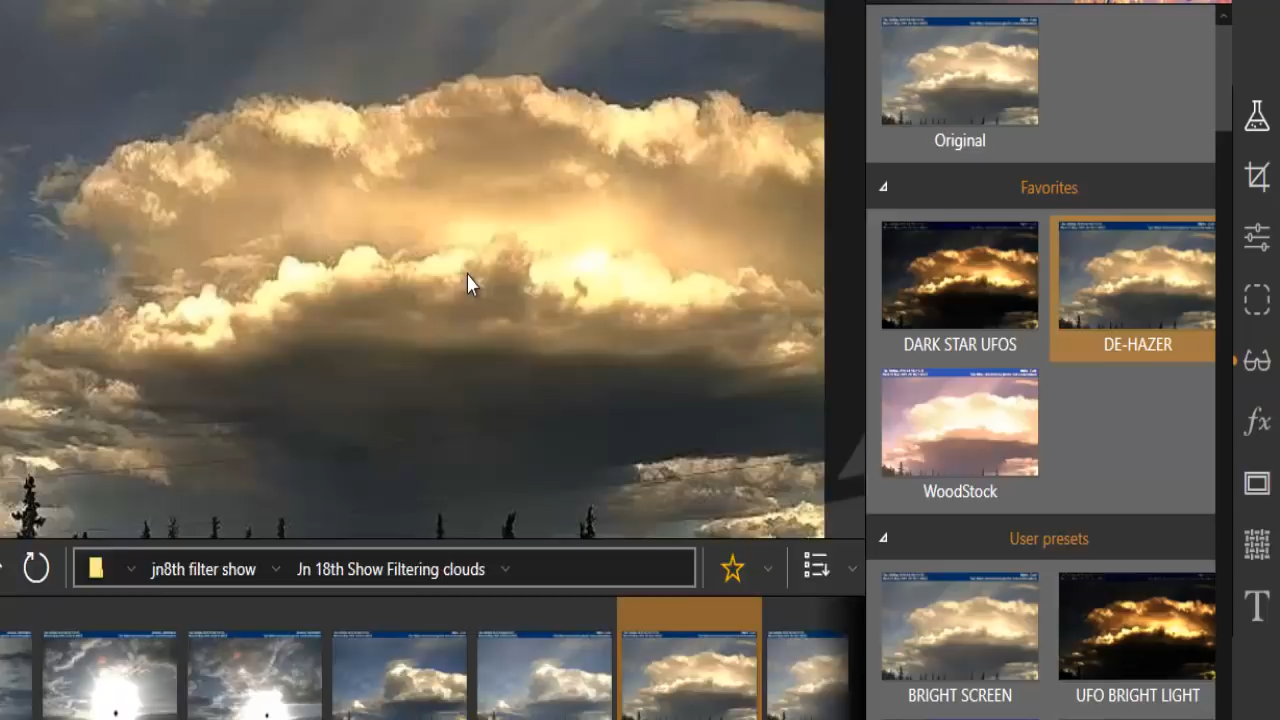 Original
Favorites
DARK STAR UFOS
DE-HAZER
WoodStock
User presets
jn8th filter show
Jn 18th Show Filtering clouds
fx
T
BRIGHT SCREEN
UFO BRIGHT LIGHT